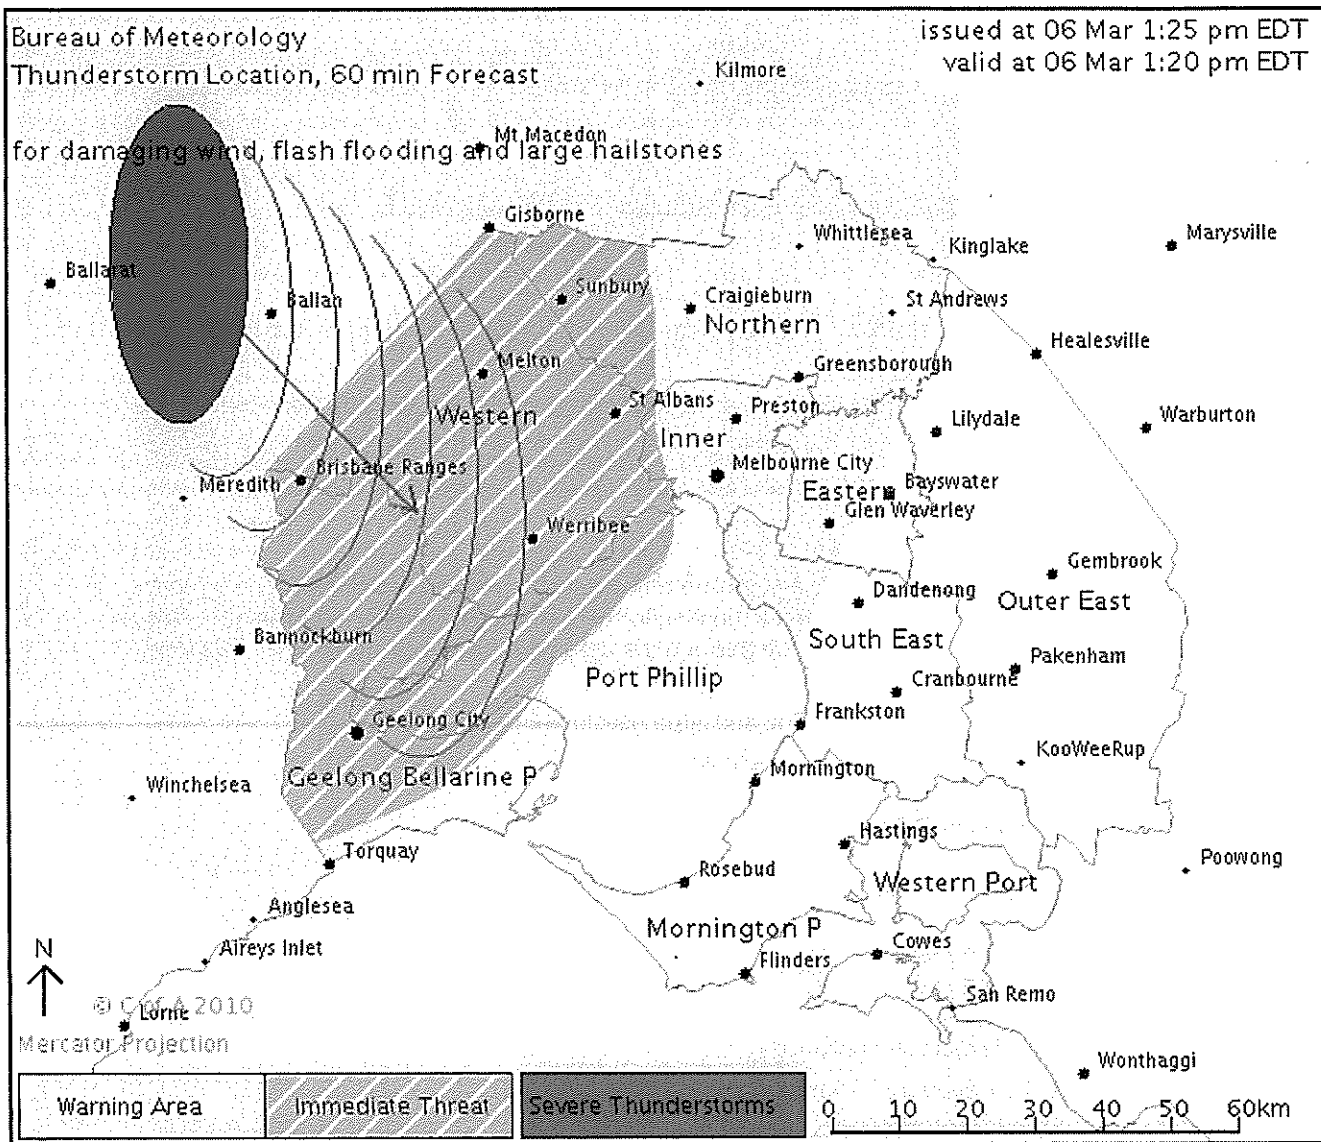 Bureau of Meteorology
issued at 06 Mar 1:25 pm EDT
Thunderstorm Location, 60 min Forecast
valid at 06 Mar 1:20 pm EDT
Kilmore
for damaging wind, flash flooding and large hailstones
Mt Macedon
Gisborne
Whittlesea
Kinglake
Marysville
Ballarat
Ballan
Sunbury
Craigieburn
St Andrews
Northern
Healesville
Melton
Greensborough
Western
St Albans
Preston
Lilydale
Warburton
Inner
Melbourne City
Brisbane Ranges
Meredith
Eastern
Bayswater
Glen Waverley
Werribee
Gembrook
Dandenong
Outer East
Bannockburn
South East
Pakenham
Port Phillip
Cranbourne
Geelong City
Frankston
KooWeeRup
Geelong Bellarine P
Mornington
Winchelsea
Hastings
Torquay
Rosebud
Western Port
Poowong
Anglesea
Mornington P
Aireys Inlet
Cowes
N
Flinders
San Remo
© C of A 2010
Lorne
Mercator Projection
Wonthaggi
Warning Area
Immediate Threat
Severe Thunderstorms
0 10 20 30 40 50 60km